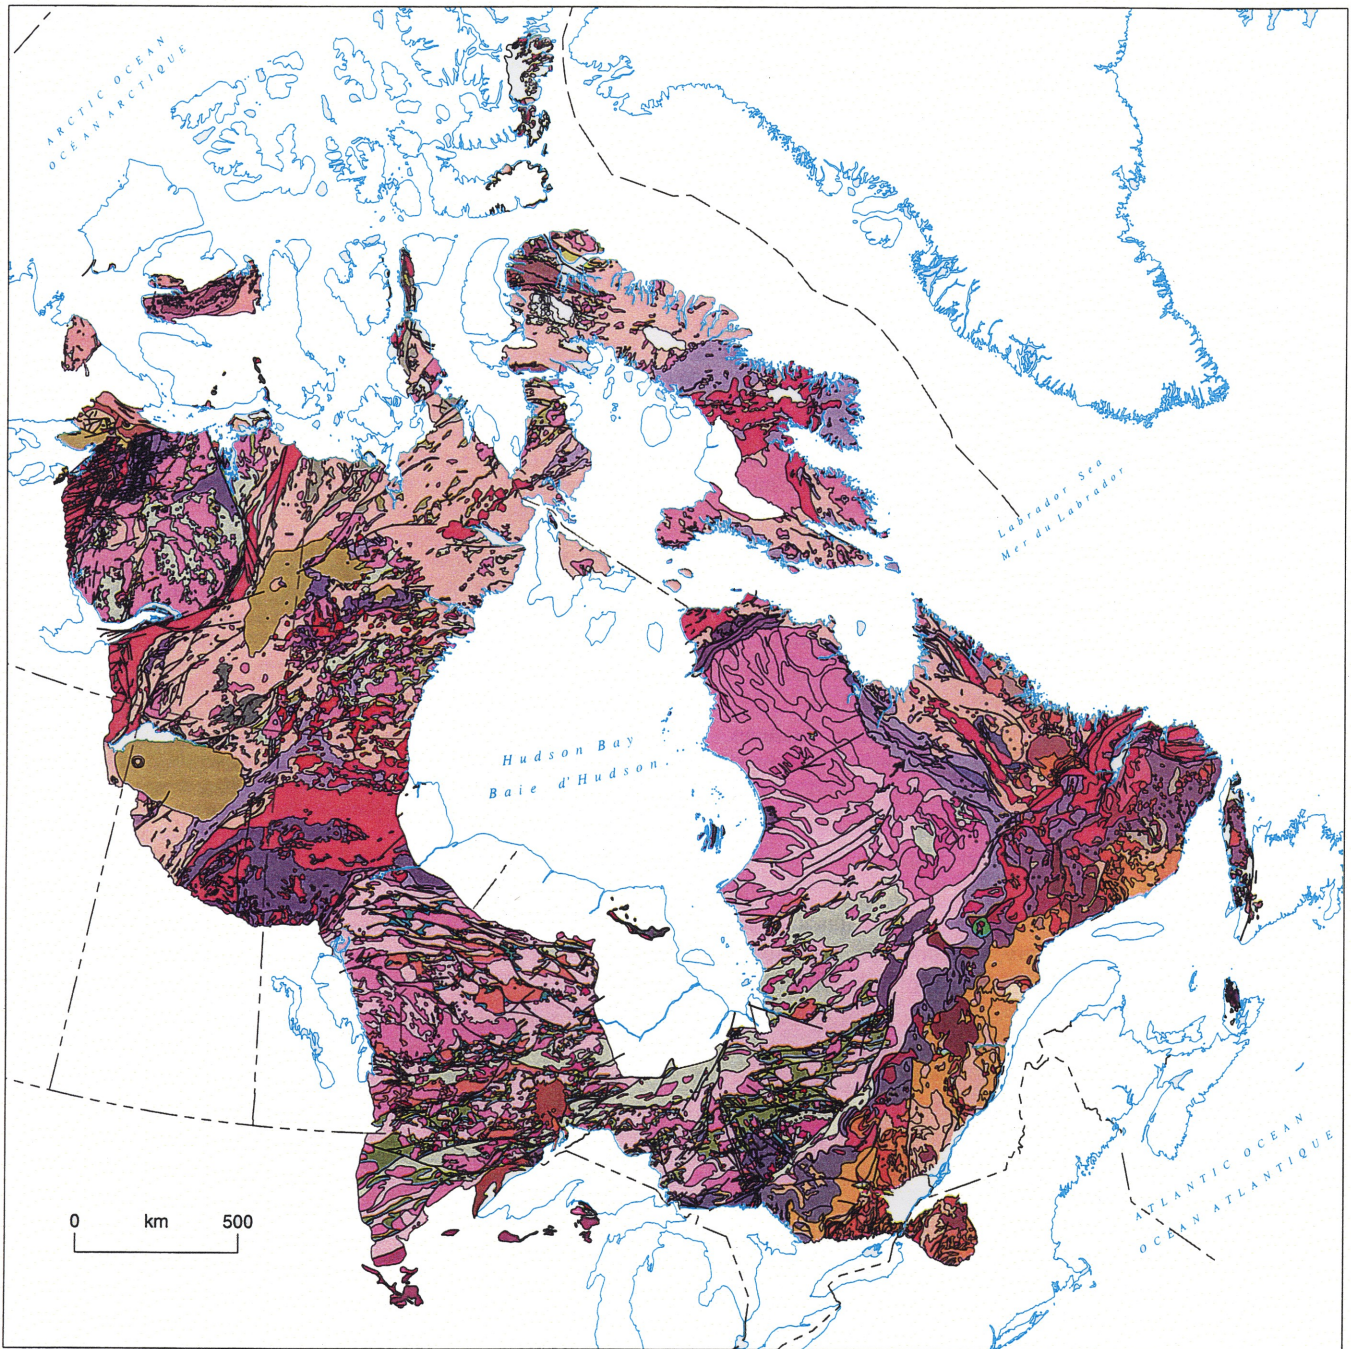 ARCTIC OCEAN
OCÉAN ARCTIQUE
Labrador Sea
Mer du Labrador
Hudson Bay
Baie d'Hudson
ATLANTIC OCEAN
OCÉAN ATLANTIQUE
0 km 500